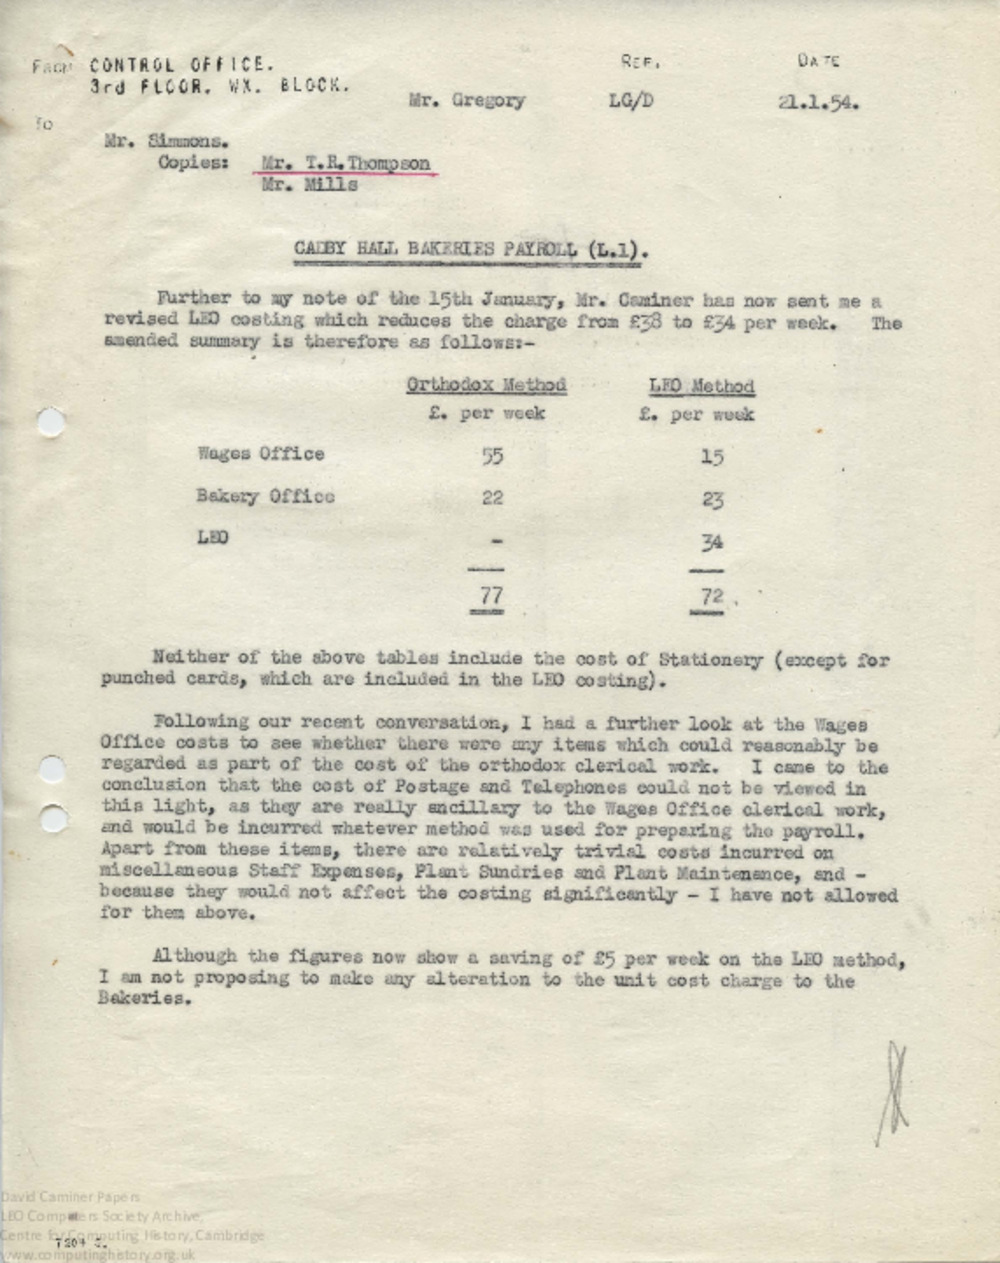 FROM CONTROL OFFICE. REF. DATE
3rd FLOOR. WX. BLOCK.
Mr. Gregory LG/D 21.1.54.
To
Mr. Simmons.
Copies: Mr. T.R.Thompson
Mr. Mills
CADBY HALL BAKERIES PAYROLL (L.1).
Further to my note of the 15th January, Mr. Caminer has now sent me a
revised LEO costing which reduces the charge from £38 to £34 per week. The
amended summary is therefore as follows:-
Orthodox Method LEO Method
£. per week £. per week
Wages Office 55 15
Bakery Office 22 23
LEO - 34
77 72.
Neither of the above tables include the cost of Stationery (except for
punched cards, which are included in the LEO costing).
Following our recent conversation, I had a further look at the Wages
Office costs to see whether there were any items which could reasonably be
regarded as part of the cost of the orthodox clerical work. I came to the
conclusion that the cost of Postage and Telephones could not be viewed in
this light, as they are really ancillary to the Wages Office clerical work,
and would be incurred whatever method was used for preparing the payroll.
Apart from these items, there are relatively trivial costs incurred on
miscellaneous Staff Expenses, Plant Sundries and Plant Maintenance, and -
because they would not affect the costing significantly - I have not allowed
for them above.
Although the figures now show a saving of £5 per week on the LEO method,
I am not proposing to make any alteration to the unit cost charge to the
Bakeries.
David Caminer Papers
LEO Computers Society Archive,
Centre for Computing History, Cambridge
www.computinghistory.org.uk